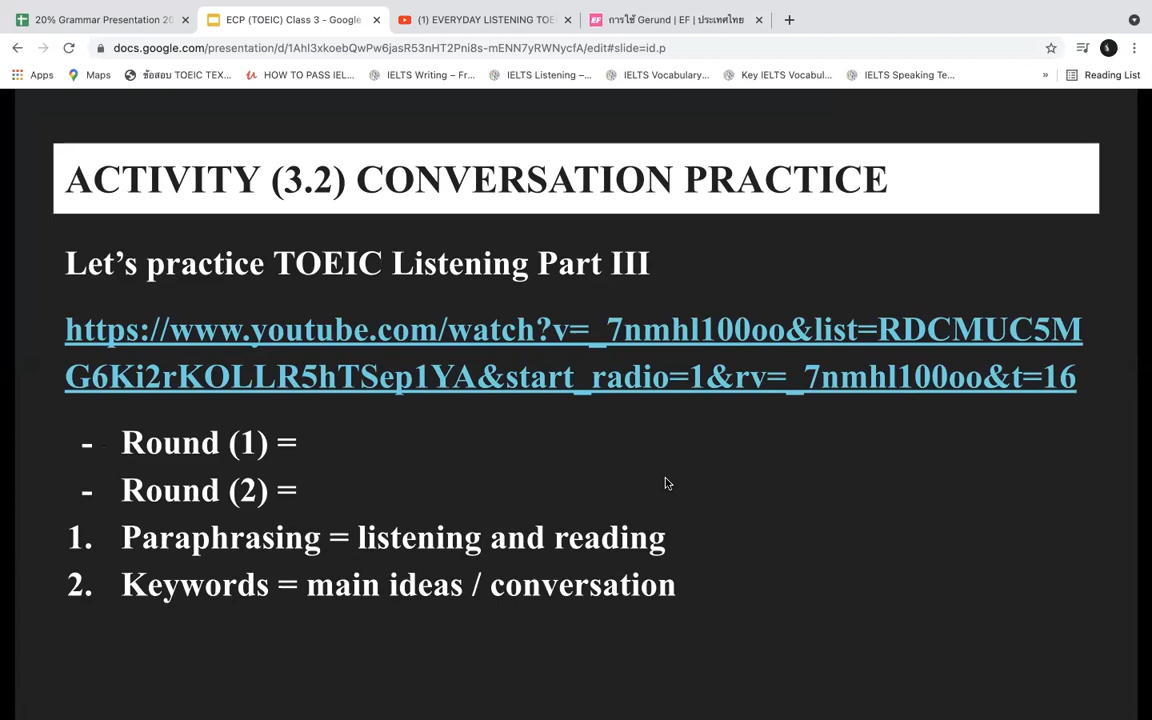 20% Grammar Presentation 20
ECP (TOEIC) Class 3 - Google
(1) EVERYDAY LISTENING TOE
การใช้ Gerund | EF | ประเทศไทย
docs.google.com/presentation/d/1Ahl3xkoebQwPw6jasR53nHT2Pni8s-mENN7yRWNycfA/edit#slide=id.p
Apps
Maps
ข้อสอบ TOEIC TEX...
HOW TO PASS IEL...
IELTS Writing – Fr...
IELTS Listening –...
IELTS Vocabulary...
Key IELTS Vocabul...
IELTS Speaking Te...
»
Reading List
ACTIVITY (3.2) CONVERSATION PRACTICE
Let’s practice TOEIC Listening Part III
https://www.youtube.com/watch?v=_7nmhl100oo&list=RDCMUC5M
G6Ki2rKOLLR5hTSep1YA&start_radio=1&rv=_7nmhl100oo&t=16
- Round (1) =
- Round (2) =
1. Paraphrasing = listening and reading
2. Keywords = main ideas / conversation